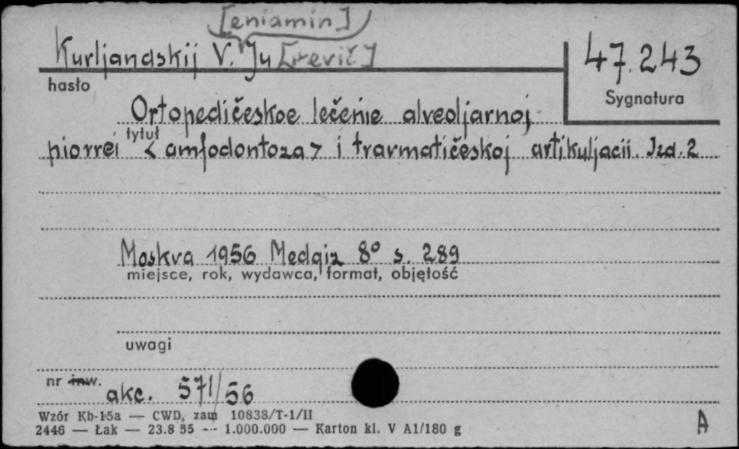 [eniamin]
Kurljandskij V. Ju [revič]
47.243
hasło
Sygnatura
Ortopedičeskoe lečenie alveoljarnoj
tytuł
piorrei <amfodontoza> i travmatičeskoj artikuljacii. Izd. 2
Moskva 1956 Medgiz 8° s. 289
miejsce, rok, wydawca, format, objętość
uwagi
nr inw. akc. 571/56
Wzór Kb-15a — CWD, zam 10838/T-1/II
2446 — Łak — 23.8 55 — 1.000.000 — Karton kl. V A1/180 g
A